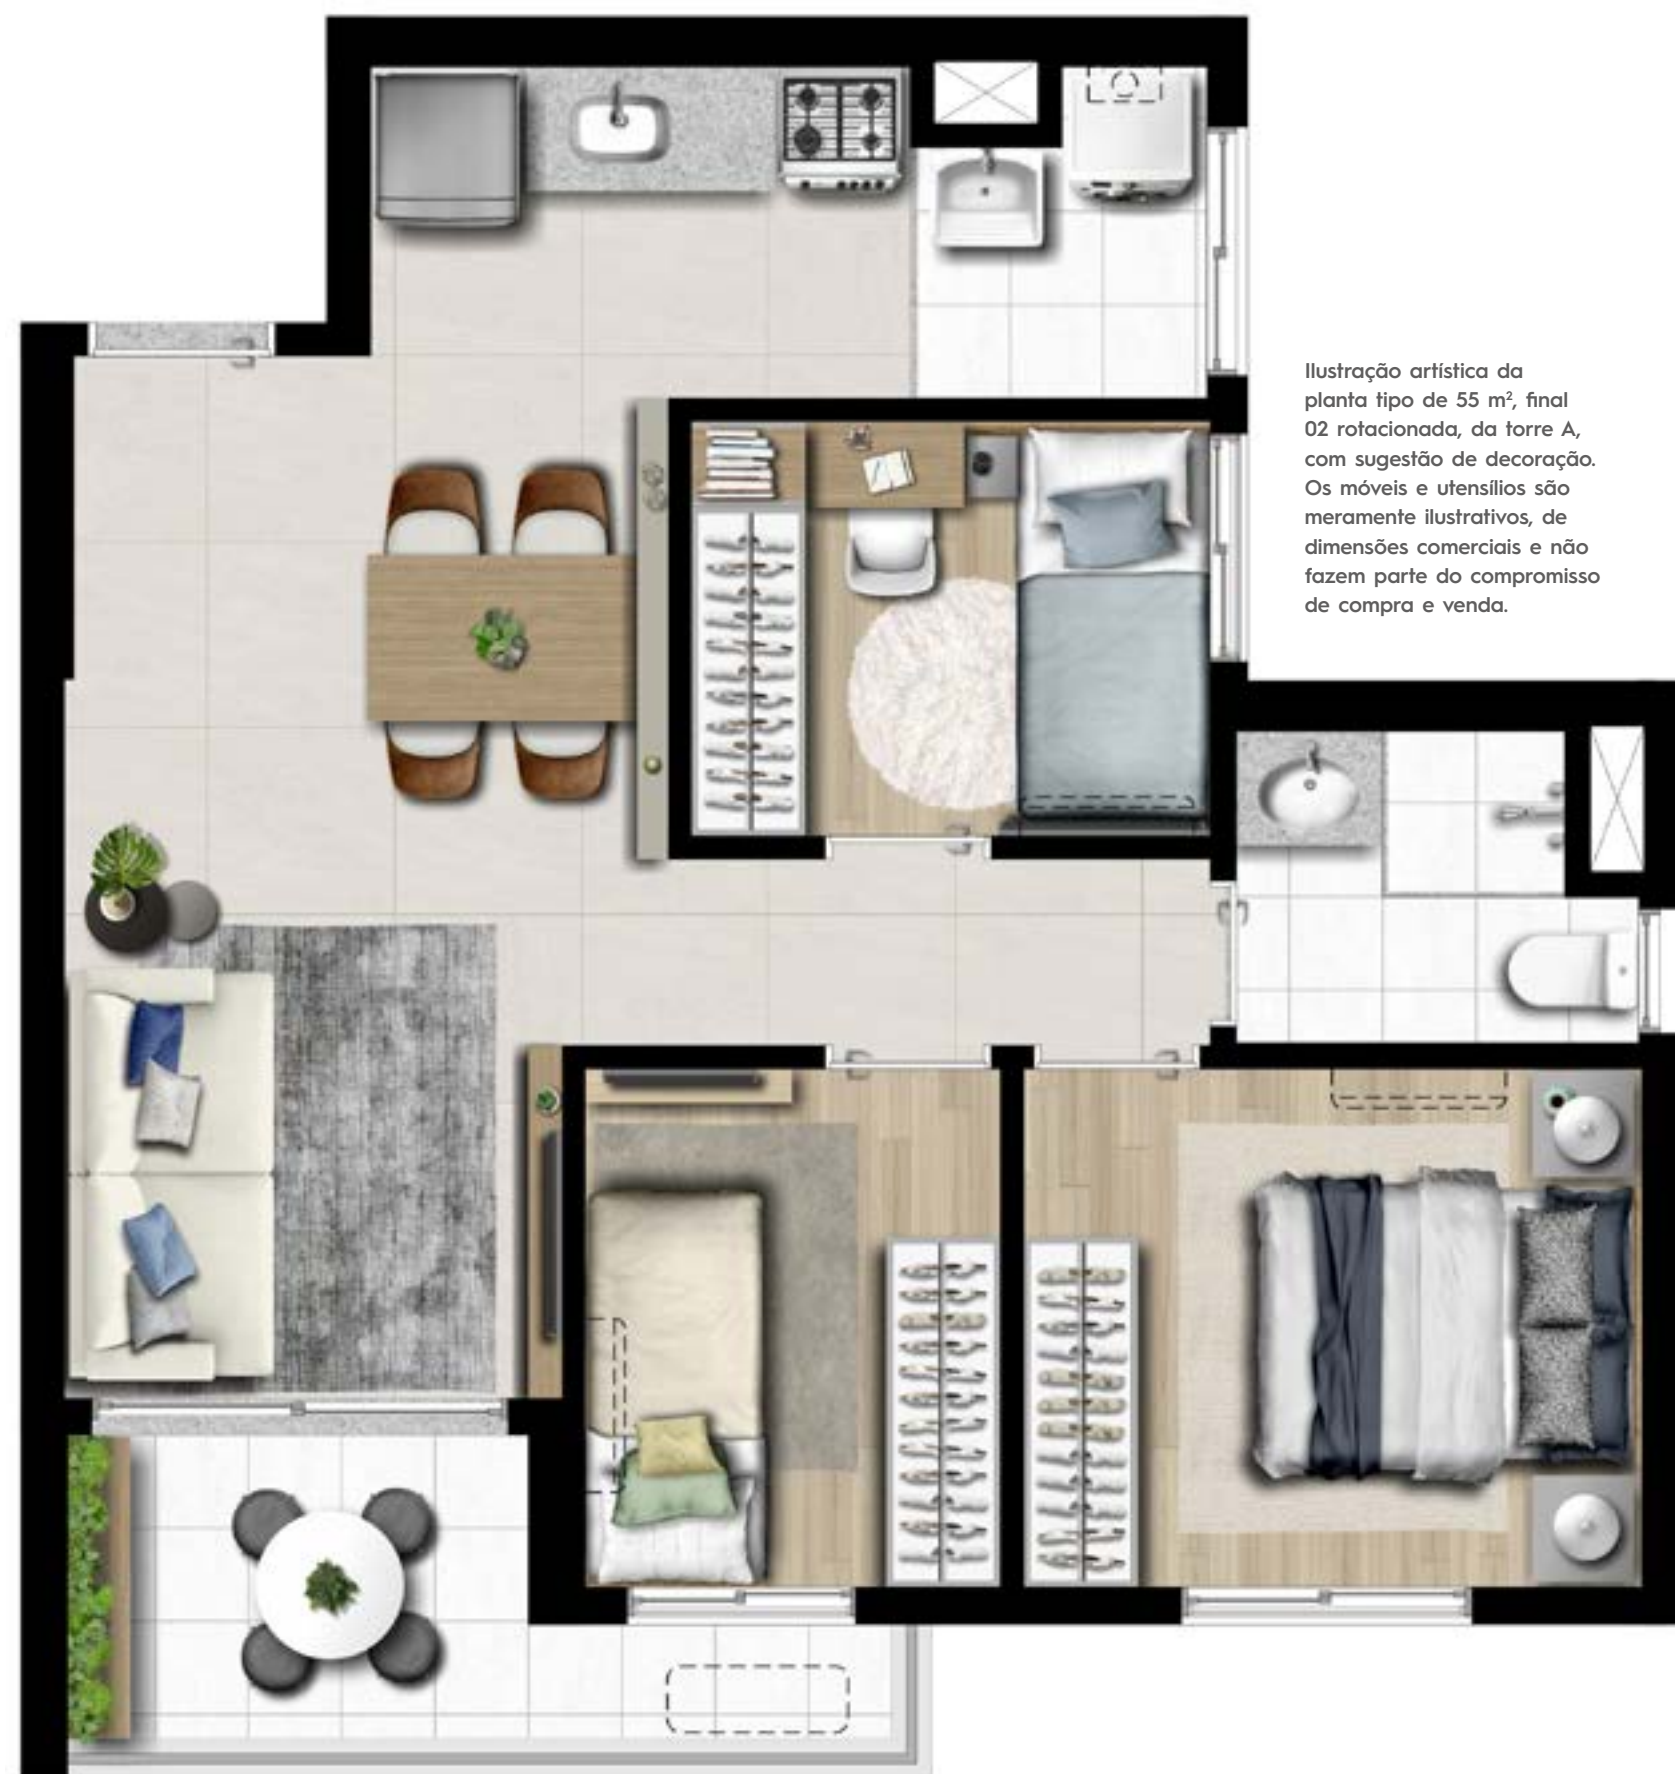 Ilustração artística da
planta tipo de 55 m², final
02 rotacionada, da torre A,
com sugestão de decoração.
Os móveis e utensílios são
meramente ilustrativos, de
dimensões comerciais e não
fazem parte do compromisso
de compra e venda.